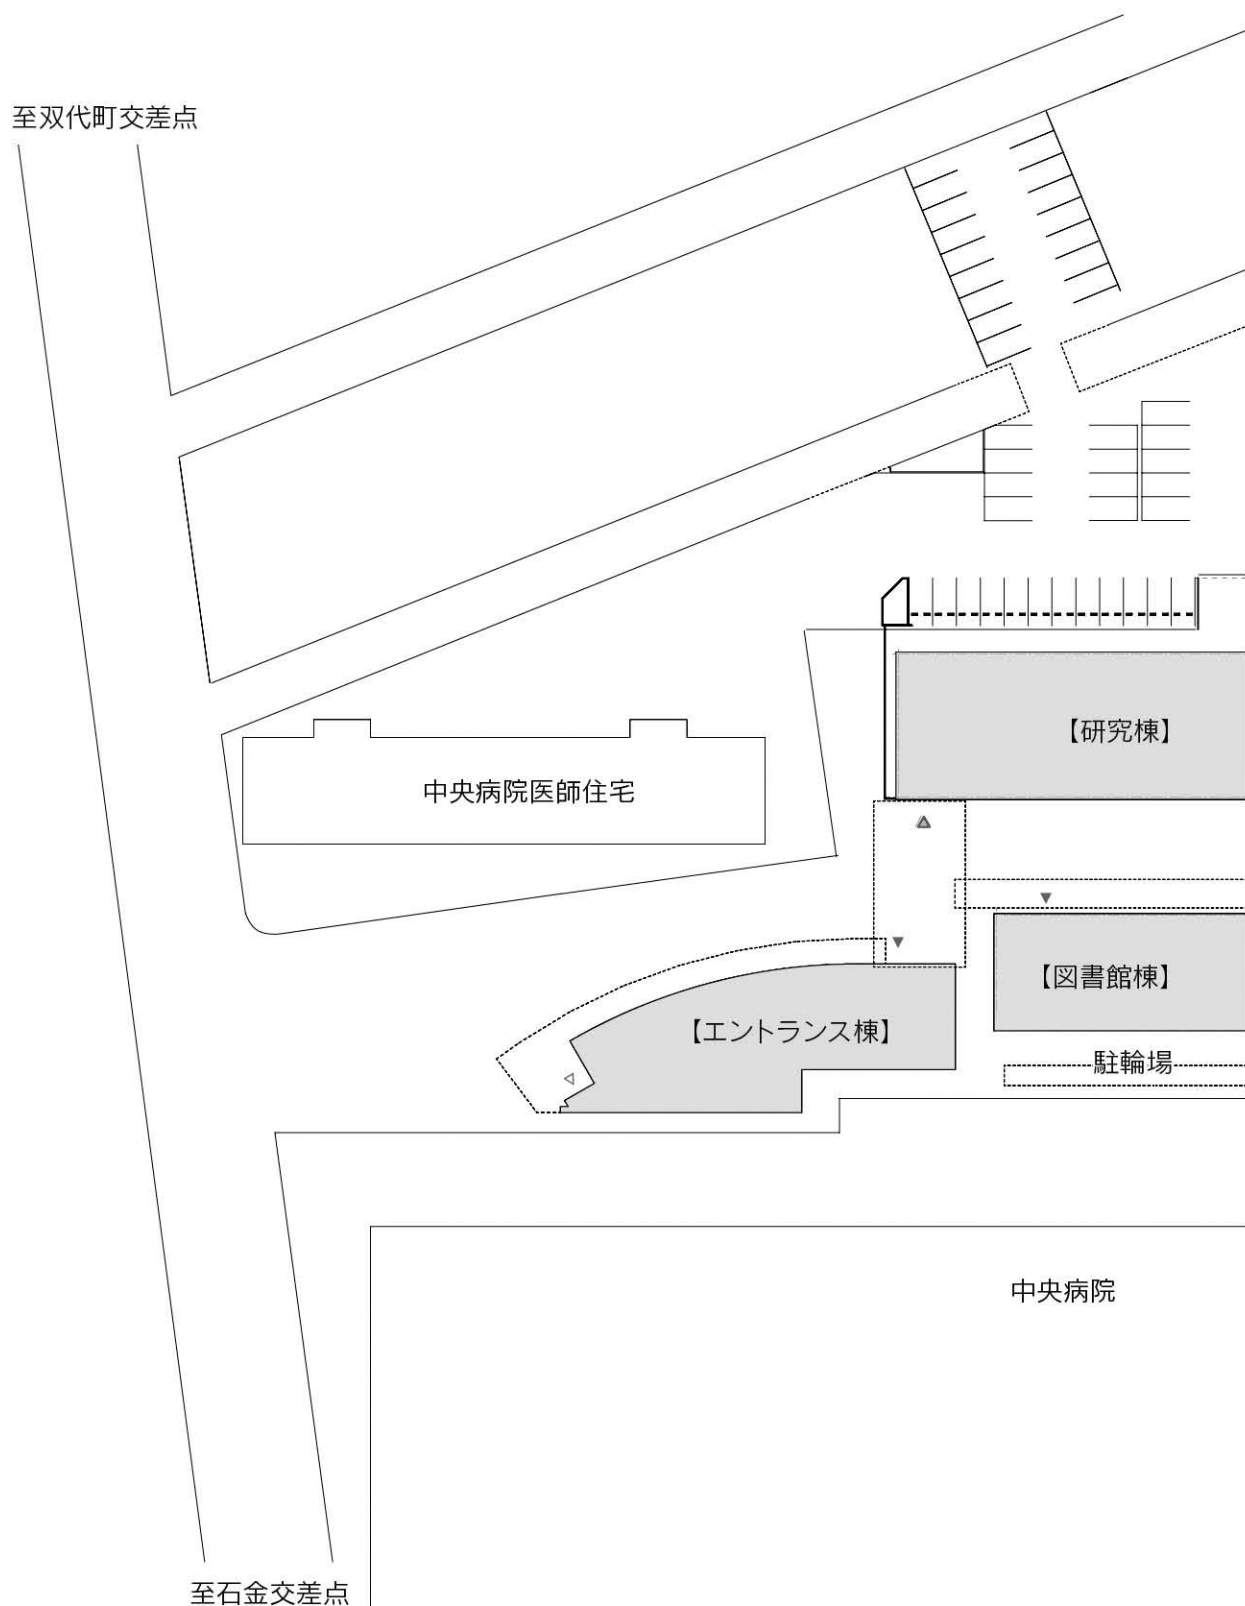 至双代町交差点
【研究棟】
中央病院医師住宅
【図書館棟】
【エントランス棟】
駐輪場
中央病院
至石金交差点